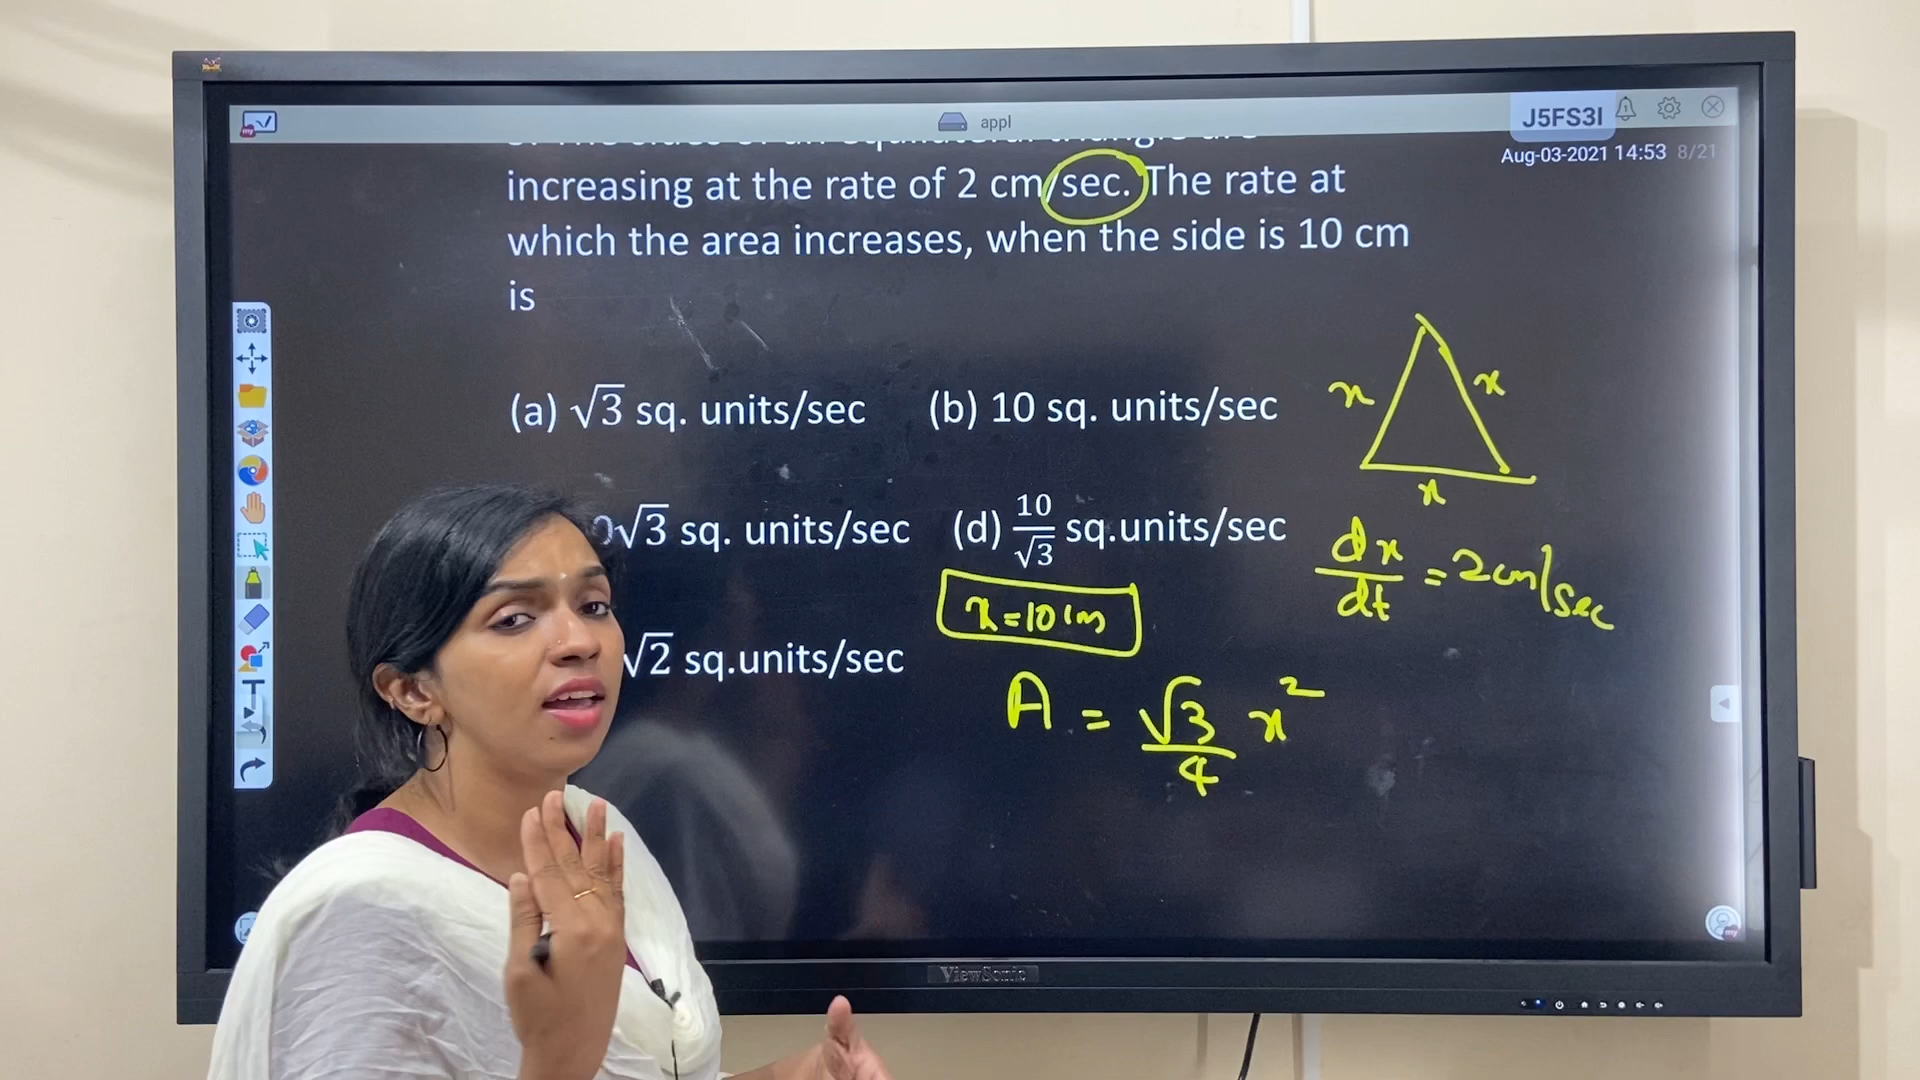 appl
J5FS3I
Aug-03-2021 14:53 8/21
increasing at the rate of 2 cm/sec. The rate at
which the area increases, when the side is 10 cm
is
(a) √3 sq. units/sec (b) 10 sq. units/sec
√3 sq. units/sec (d) 10/√3 sq.units/sec
√2 sq.units/sec
x x
x
dx/dt = 2cm/sec
x=10cm
A = √3/4 x²
ViewSonic